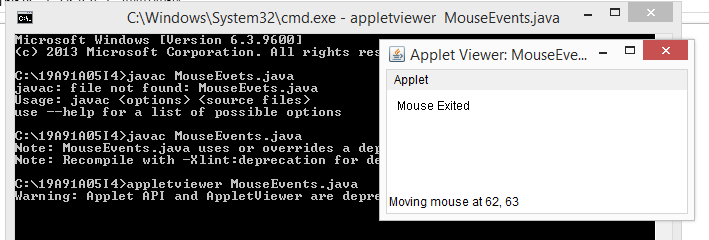 C:\Windows\System32\cmd.exe - appletviewer MouseEvents.java
Microsoft Windows [Version 6.3.9600]
(c) 2013 Microsoft Corporation. All rights res
C:\19A91A05I4>javac MouseEvets.java
javac: file not found: MouseEvets.java
Usage: javac <options> <source files>
use --help for a list of possible options
C:\19A91A05I4>javac MouseEvents.java
Note: MouseEvents.java uses or overrides a dep
Note: Recompile with -Xlint:deprecation for de
C:\19A91A05I4>appletviewer MouseEvents.java
Warning: Applet API and AppletViewer are depre
Applet Viewer: MouseEve...
Applet
Mouse Exited
Moving mouse at 62, 63